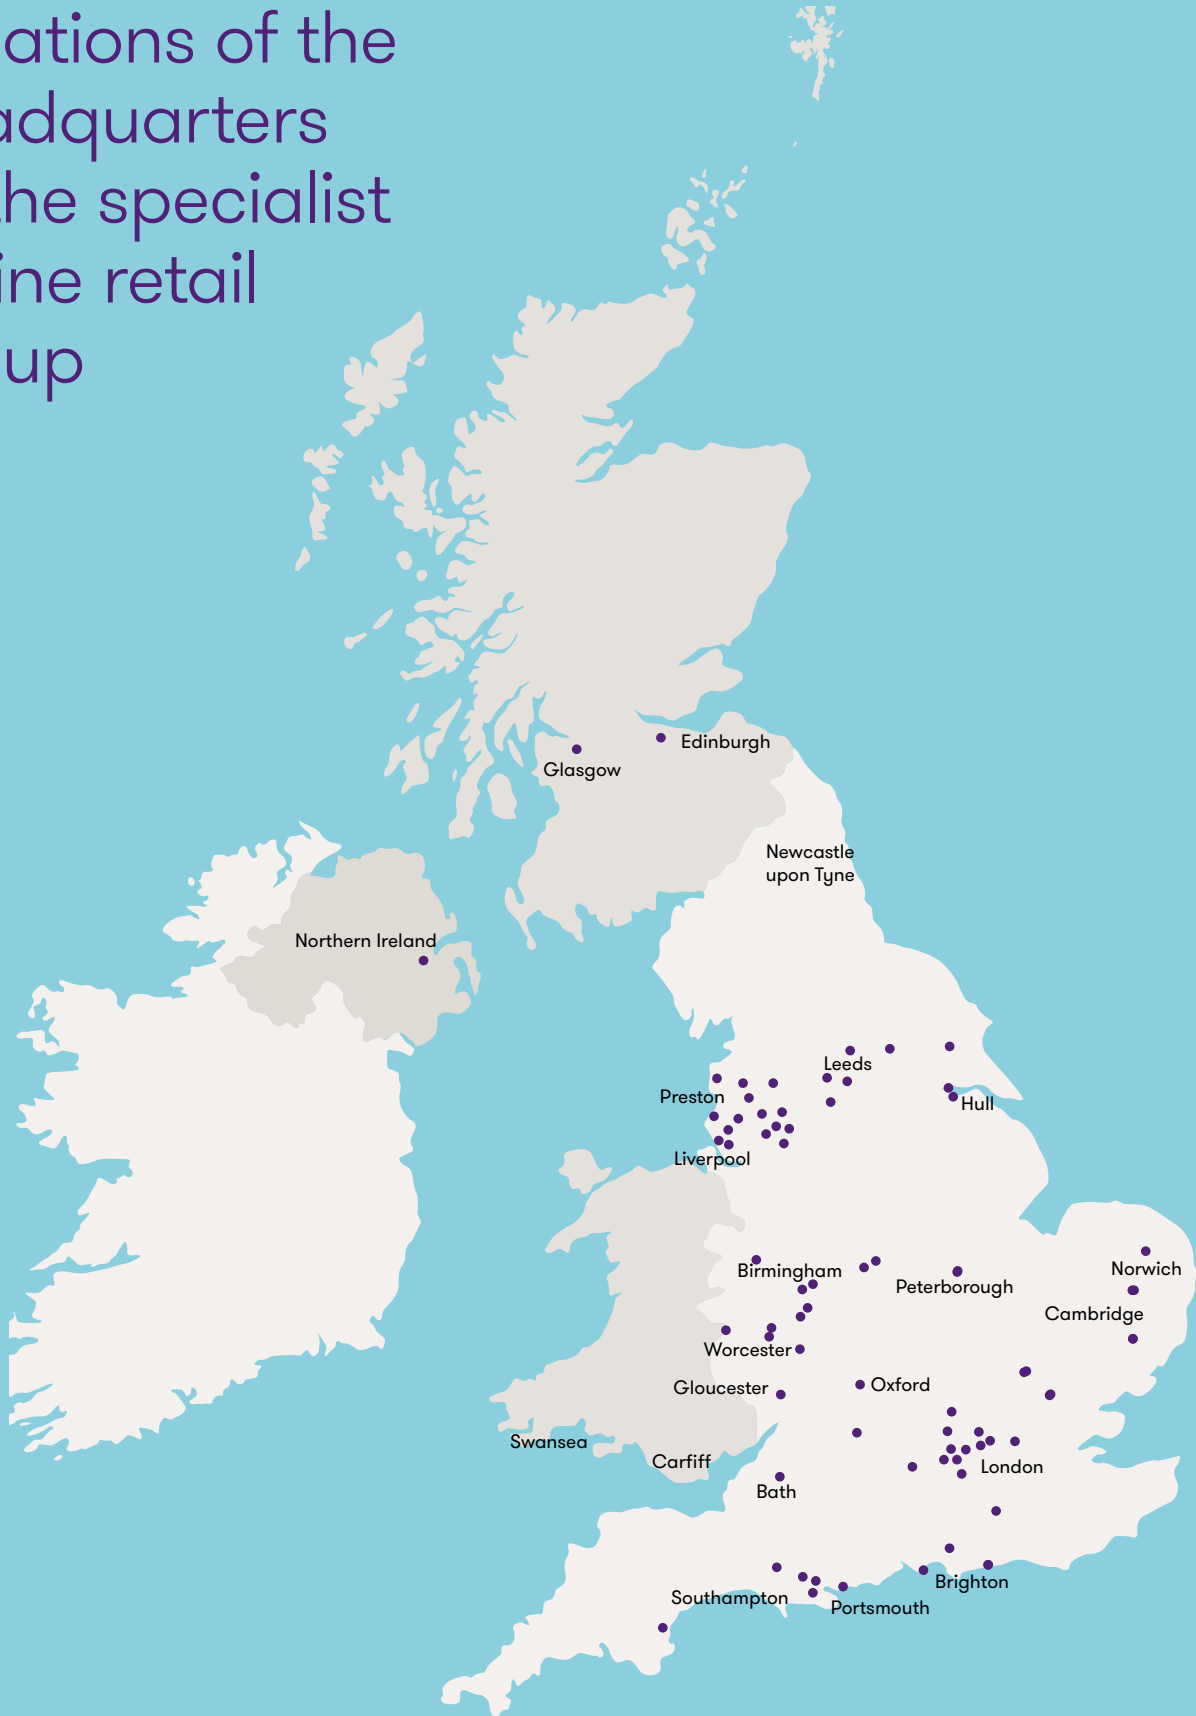 ations of the
adquarters
he specialist
ine retail
up
Edinburgh
Glasgow
Newcastle
upon Tyne
Northern Ireland
Leeds
Preston
Hull
Liverpool
Norwich
Birmingham
Peterborough
Cambridge
Worcester
Oxford
Gloucester
Swansea
Carfiff
London
Bath
Brighton
Southampton
Portsmouth